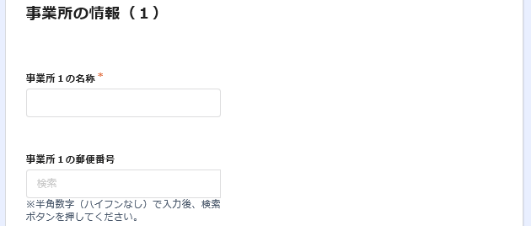 事業所の情報（１）
事業所１の名称*
事業所１の郵便番号
検索
※半角数字（ハイフンなし）で入力後、検索
ボタンを押してください。